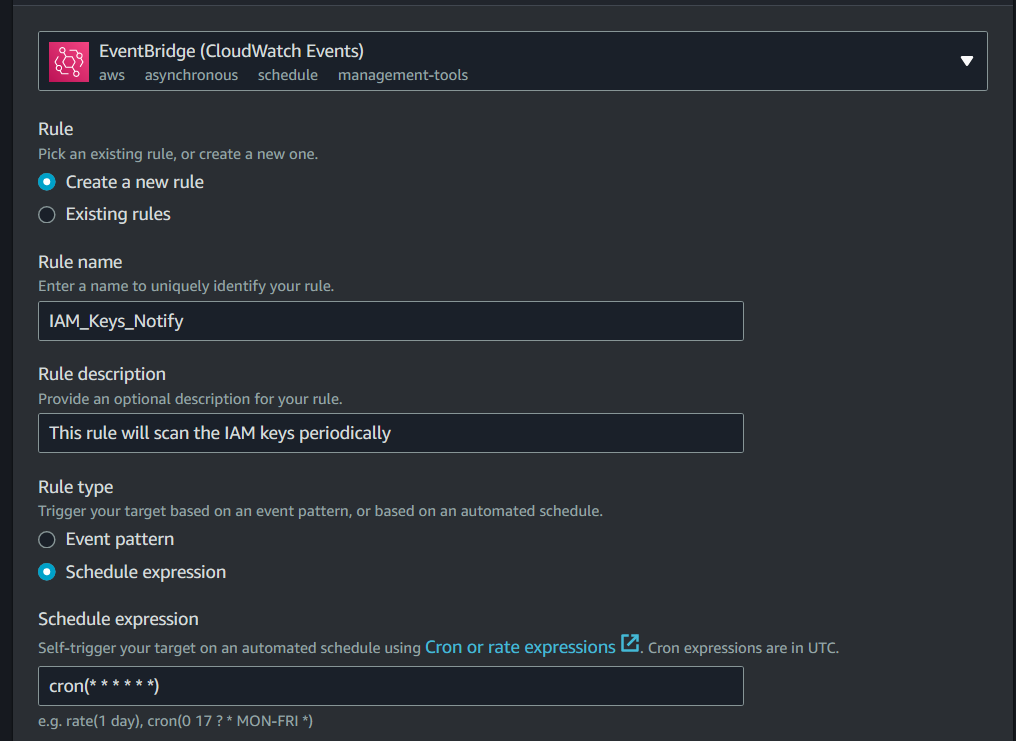 EventBridge (CloudWatch Events)
aws asynchronous schedule management-tools
Rule
Pick an existing rule, or create a new one.
Create a new rule
Existing rules
Rule name
Enter a name to uniquely identify your rule.
IAM_Keys_Notify
Rule description
Provide an optional description for your rule.
This rule will scan the IAM keys periodically
Rule type
Trigger your target based on an event pattern, or based on an automated schedule.
Event pattern
Schedule expression
Schedule expression
Self-trigger your target on an automated schedule using Cron or rate expressions. Cron expressions are in UTC.
cron(* * * * * *)
e.g. rate(1 day), cron(0 17 ? * MON-FRI *)